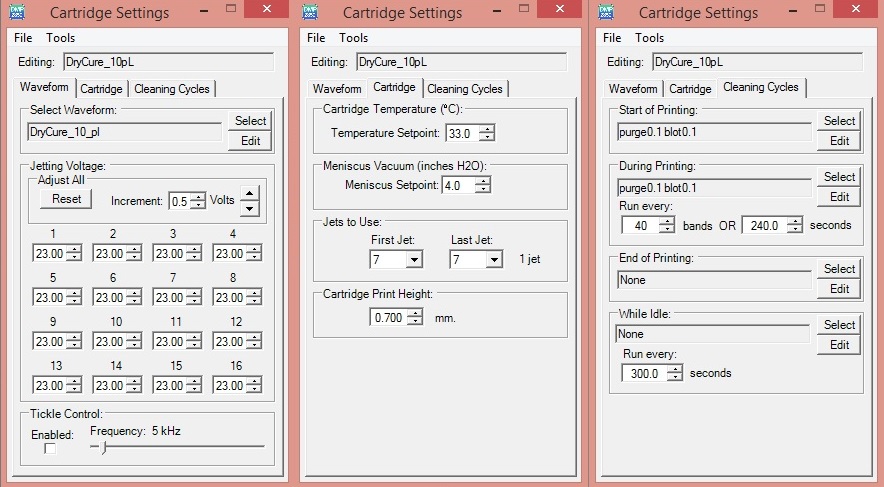 Cartridge Settings
File Tools
Editing: DryCure_10pL
Waveform Cartridge Cleaning Cycles
Select Waveform:
DryCure_10_pl
Select
Edit
Jetting Voltage:
Adjust All
Reset Increment: 0.5 Volts
1 2 3 4
23.00 23.00 23.00 23.00
5 6 7 8
23.00 23.00 23.00 23.00
9 10 11 12
23.00 23.00 23.00 23.00
13 14 15 16
23.00 23.00 23.00 23.00
Tickle Control:
Enabled: Frequency: 5 kHz
Cartridge Settings
File Tools
Editing: DryCure_10pL
Waveform Cartridge Cleaning Cycles
Cartridge Temperature (°C):
Temperature Setpoint: 33.0
Meniscus Vacuum (inches H2O):
Meniscus Setpoint: 4.0
Jets to Use:
First Jet: Last Jet:
7 7 1 jet
Cartridge Print Height:
0.700 mm.
Cartridge Settings
File Tools
Editing: DryCure_10pL
Waveform Cartridge Cleaning Cycles
Start of Printing:
purge0.1 blot0.1
Select
Edit
During Printing:
purge0.1 blot0.1
Select
Edit
Run every:
40 bands OR 240.0 seconds
End of Printing:
None
Select
Edit
While Idle:
None
Select
Edit
Run every:
300.0 seconds